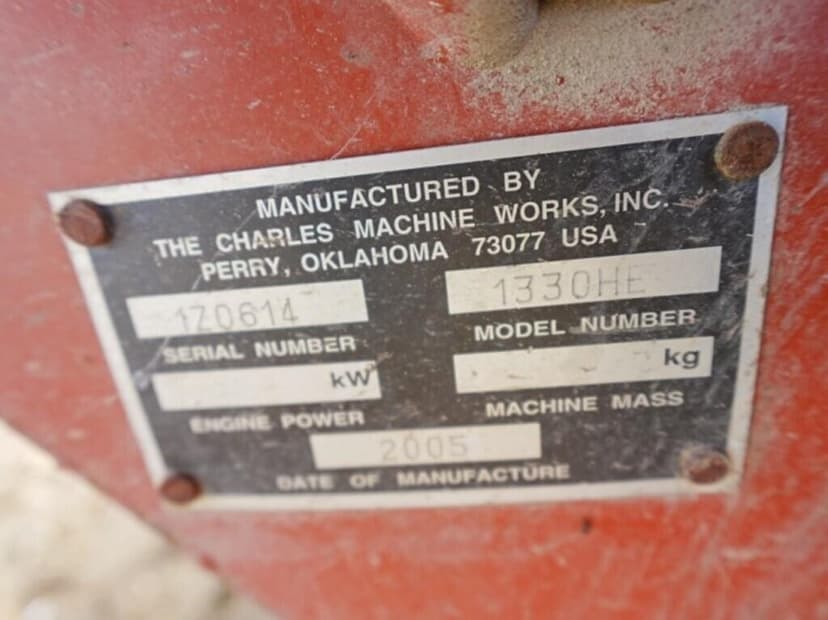 MANUFACTURED BY
THE CHARLES MACHINE WORKS, INC.
PERRY, OKLAHOMA 73077 USA
1Z0614 1330HE
SERIAL NUMBER MODEL NUMBER
kW kg
ENGINE POWER MACHINE MASS
2005
DATE OF MANUFACTURE